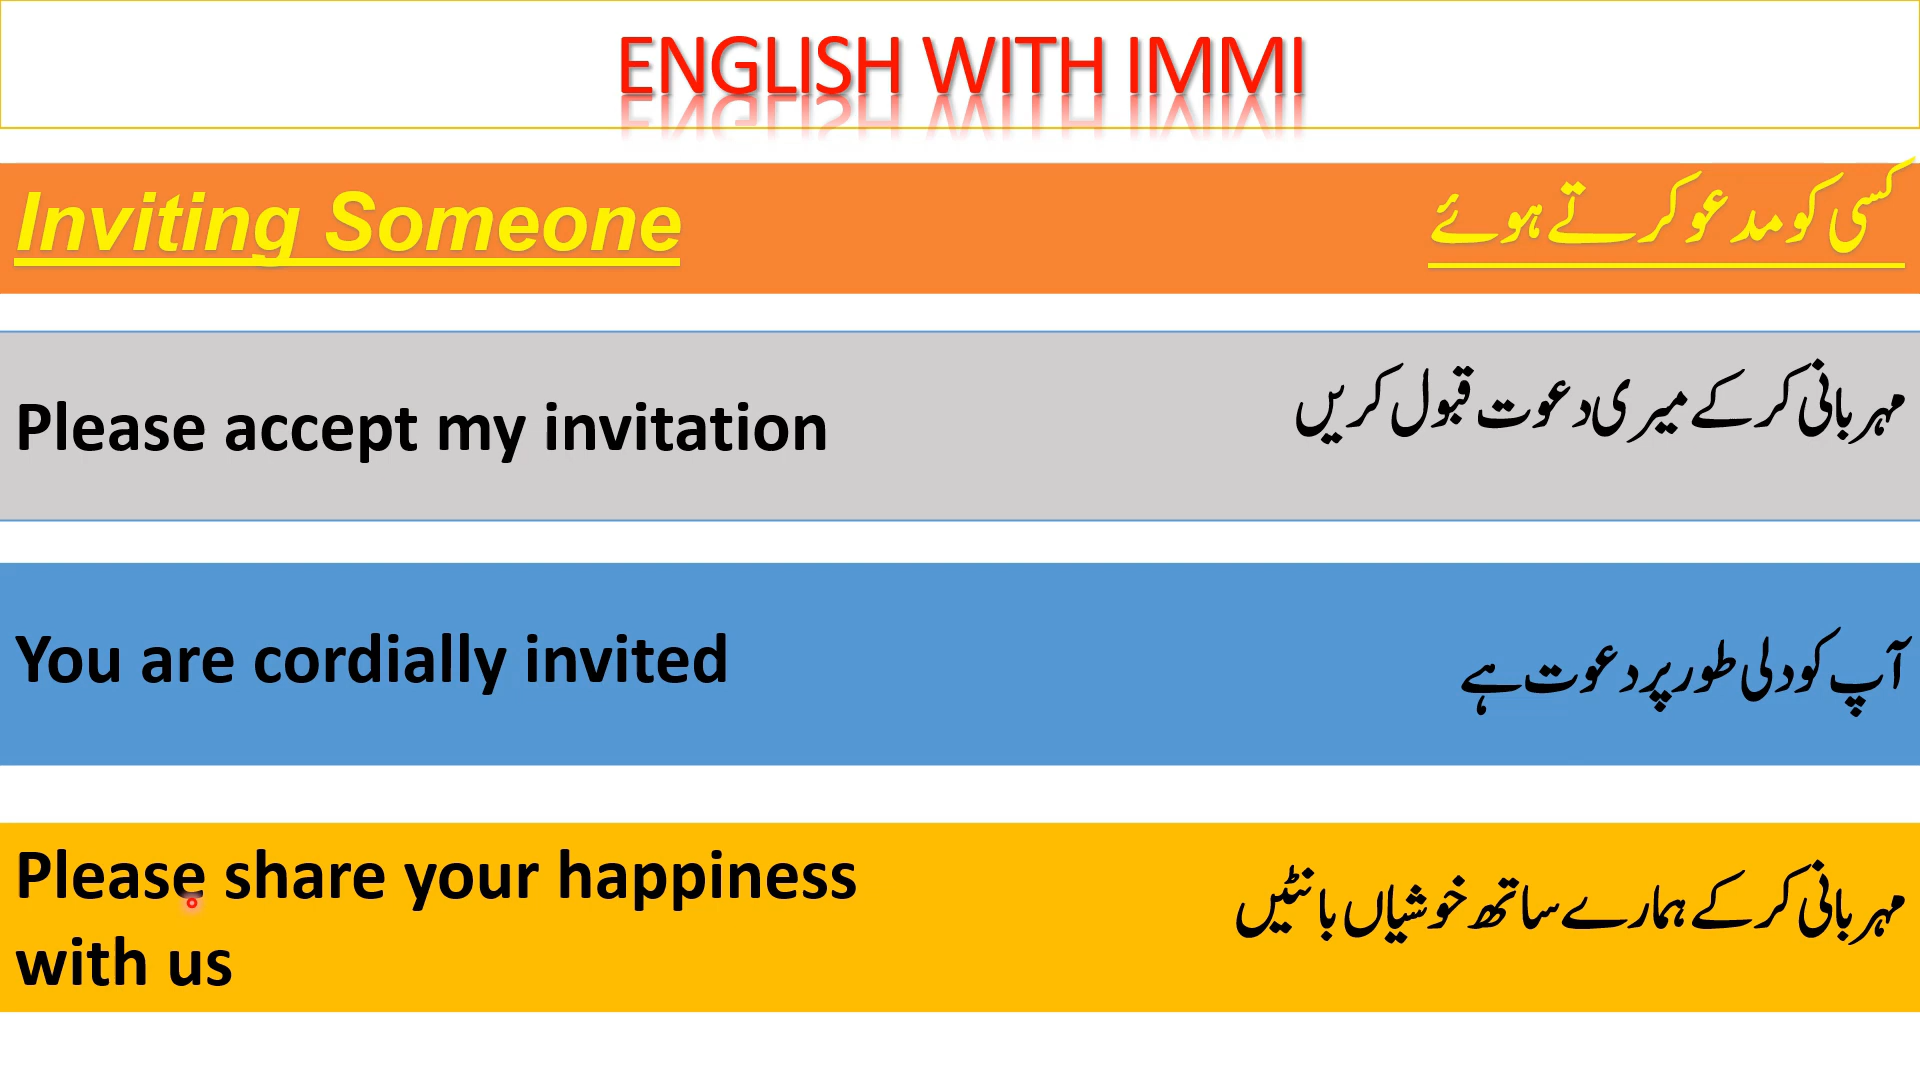 ENGLISH WITH IMMI
Inviting Someone
کسی کو مدعو کرتے ہوئے
Please accept my invitation
مہربانی کر کے میری دعوت قبول کریں
You are cordially invited
آپ کو دلی طور پر دعوت ہے
Please share your happiness
with us
مہربانی کر کے ہمارے ساتھ خوشیاں بانٹیں